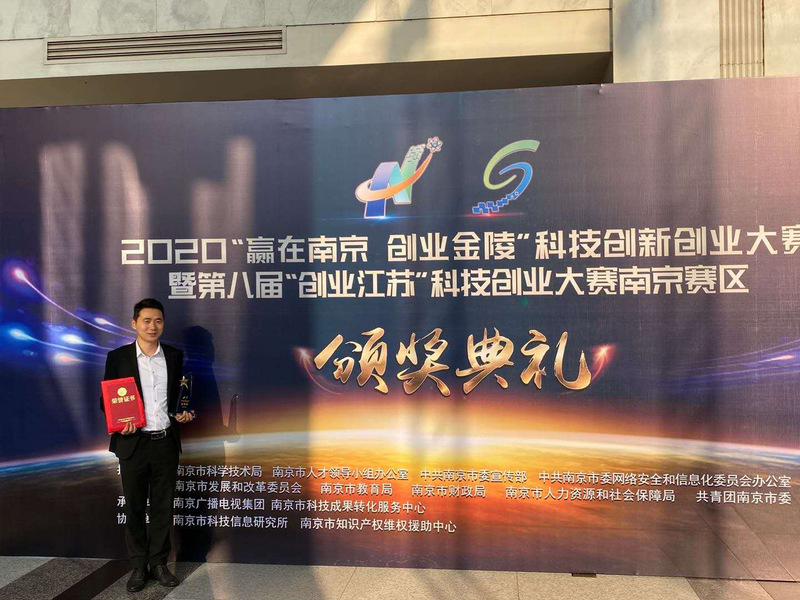 2020“赢在南京 创业金陵”科技创新创业大赛
暨第八届“创业江苏”科技创业大赛南京赛区
颁奖典礼
荣誉证书
南京市科学技术局 南京市人才领导小组办公室 中共南京市委宣传部 中共南京市委网络安全和信息化委员会办公室
南京市发展和改革委员会 南京市教育局 南京市财政局 南京市人力资源和社会保障局 共青团南京市委
承 南京广播电视集团 南京市科技成果转化服务中心
协 南京市科技信息研究所 南京市知识产权维权援助中心